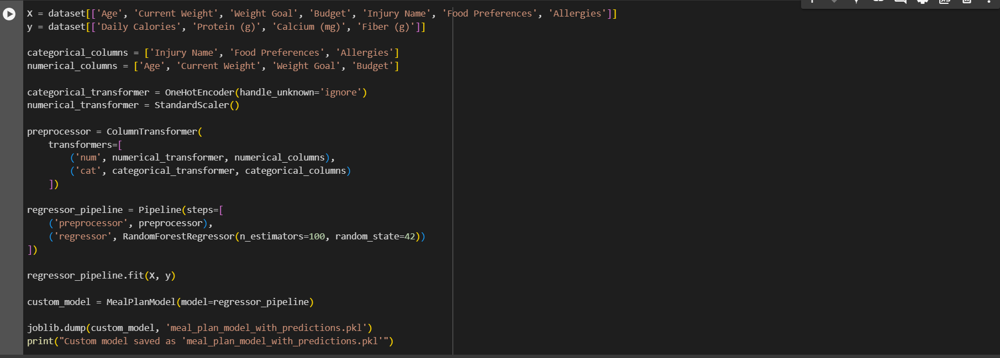 X = dataset[['Age', 'Current Weight', 'Weight Goal', 'Budget', 'Injury Name', 'Food Preferences', 'Allergies']]
y = dataset[['Daily Calories', 'Protein (g)', 'Calcium (mg)', 'Fiber (g)']]

categorical_columns = ['Injury Name', 'Food Preferences', 'Allergies']
numerical_columns = ['Age', 'Current Weight', 'Weight Goal', 'Budget']

categorical_transformer = OneHotEncoder(handle_unknown='ignore')
numerical_transformer = StandardScaler()

preprocessor = ColumnTransformer(
    transformers=[
        ('num', numerical_transformer, numerical_columns),
        ('cat', categorical_transformer, categorical_columns)
    ])

regressor_pipeline = Pipeline(steps=[
    ('preprocessor', preprocessor),
    ('regressor', RandomForestRegressor(n_estimators=100, random_state=42))
])

regressor_pipeline.fit(X, y)

custom_model = MealPlanModel(model=regressor_pipeline)

joblib.dump(custom_model, 'meal_plan_model_with_predictions.pkl')
print("Custom model saved as 'meal_plan_model_with_predictions.pkl'")